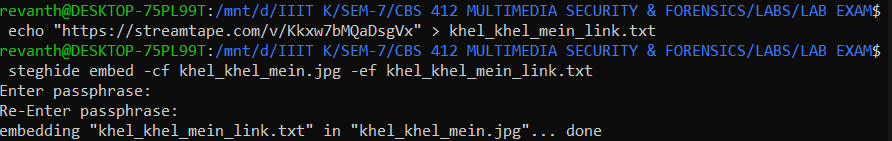 revanth@DESKTOP-75PL99T:/mnt/d/IIIT K/SEM-7/CBS 412 MULTIMEDIA SECURITY & FORENSICS/LABS/LAB EXAM$
echo "https://streamtape.com/v/Kkxw7bMQaDsgVx" > khel_khel_mein_link.txt
revanth@DESKTOP-75PL99T:/mnt/d/IIIT K/SEM-7/CBS 412 MULTIMEDIA SECURITY & FORENSICS/LABS/LAB EXAM$
steghide embed -cf khel_khel_mein.jpg -ef khel_khel_mein_link.txt
Enter passphrase:
Re-Enter passphrase:
embedding "khel_khel_mein_link.txt" in "khel_khel_mein.jpg"... done